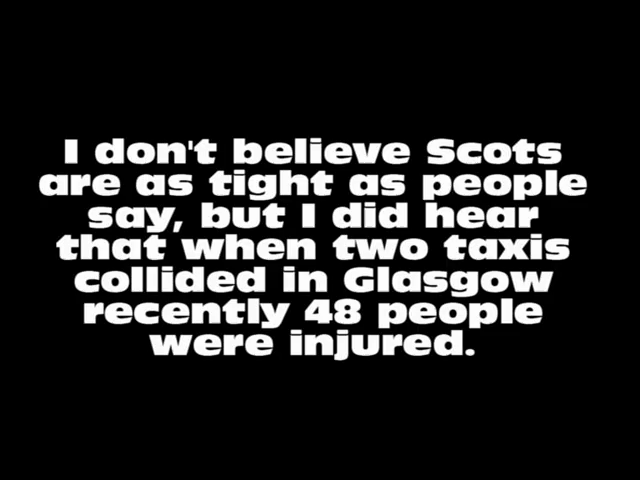 I don't believe Scots
are as tight as people
say, but I did hear
that when two taxis
collided in Glasgow
recently 48 people
were injured.